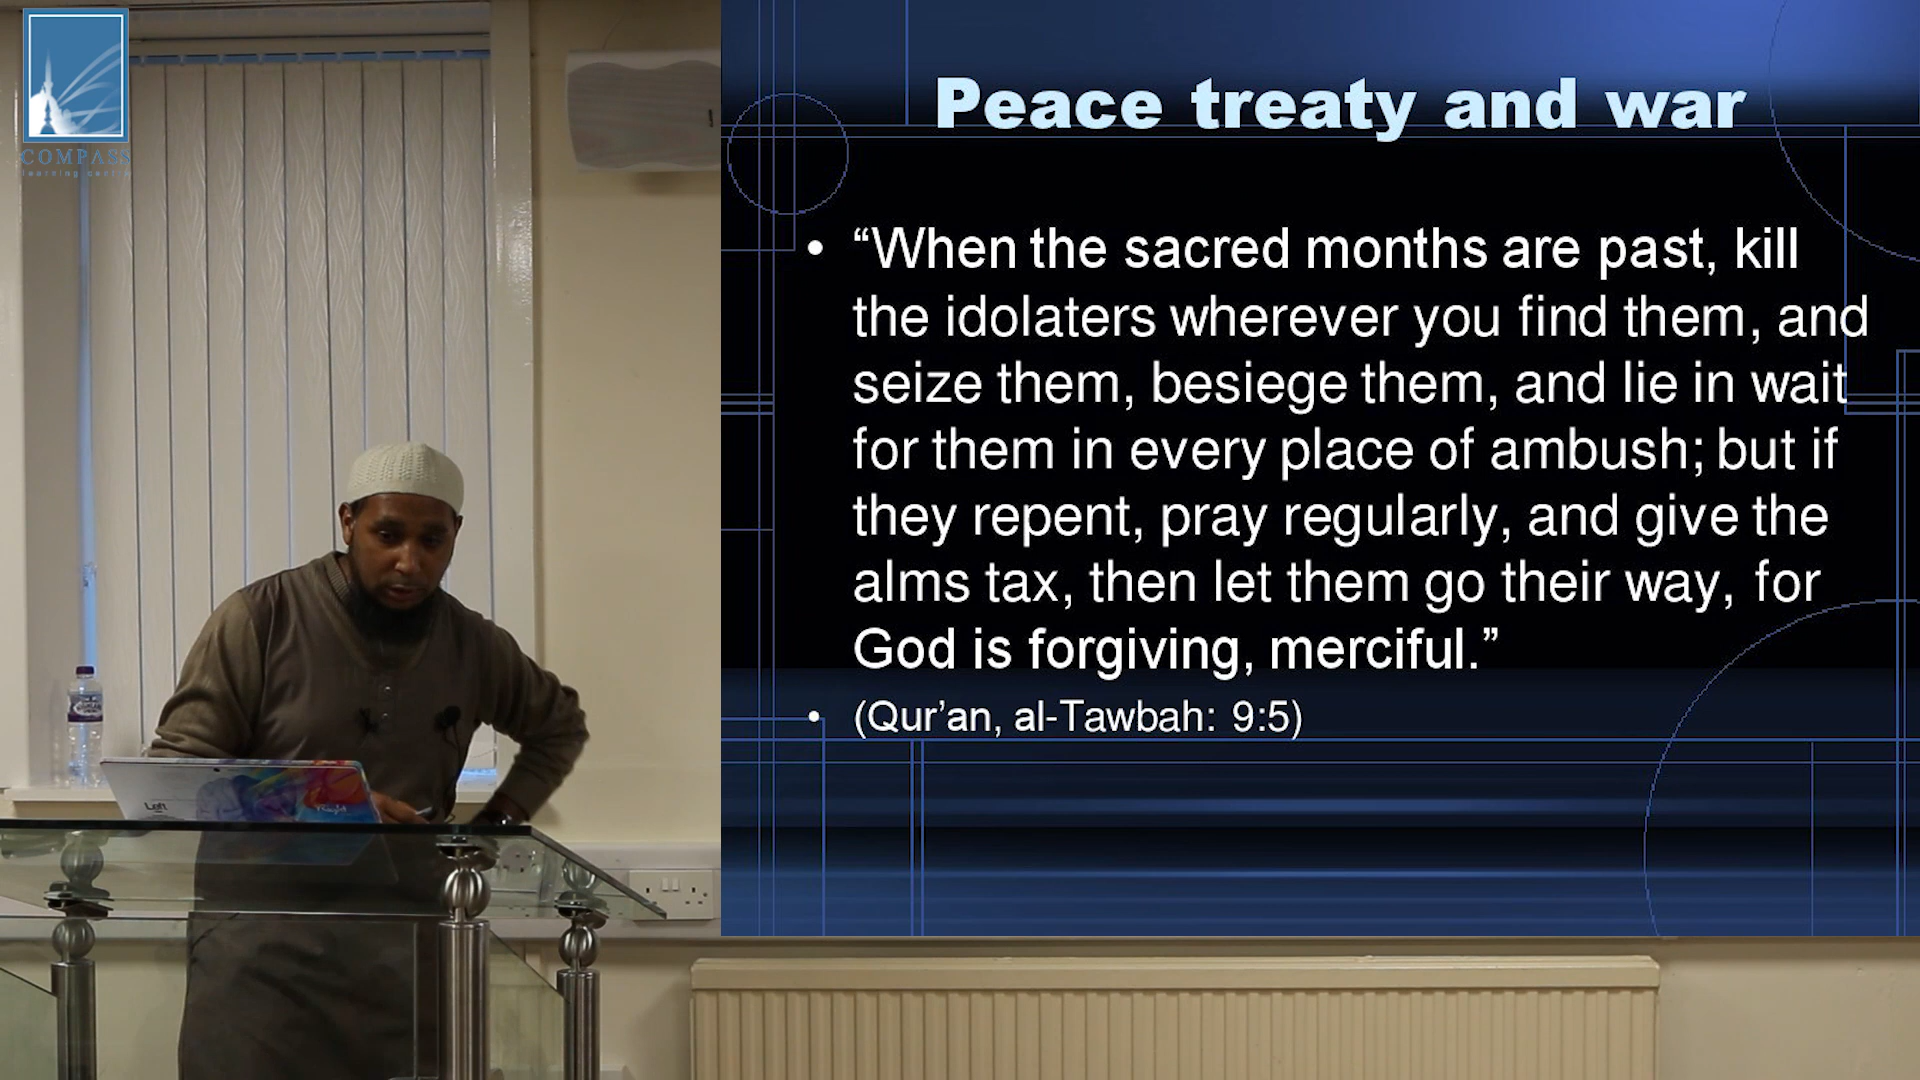 COMPASS
learning centre
Peace treaty and war
• “When the sacred months are past, kill
the idolaters wherever you find them, and
seize them, besiege them, and lie in wait
for them in every place of ambush; but if
they repent, pray regularly, and give the
alms tax, then let them go their way, for
God is forgiving, merciful.”
• (Qur’an, al-Tawbah: 9:5)